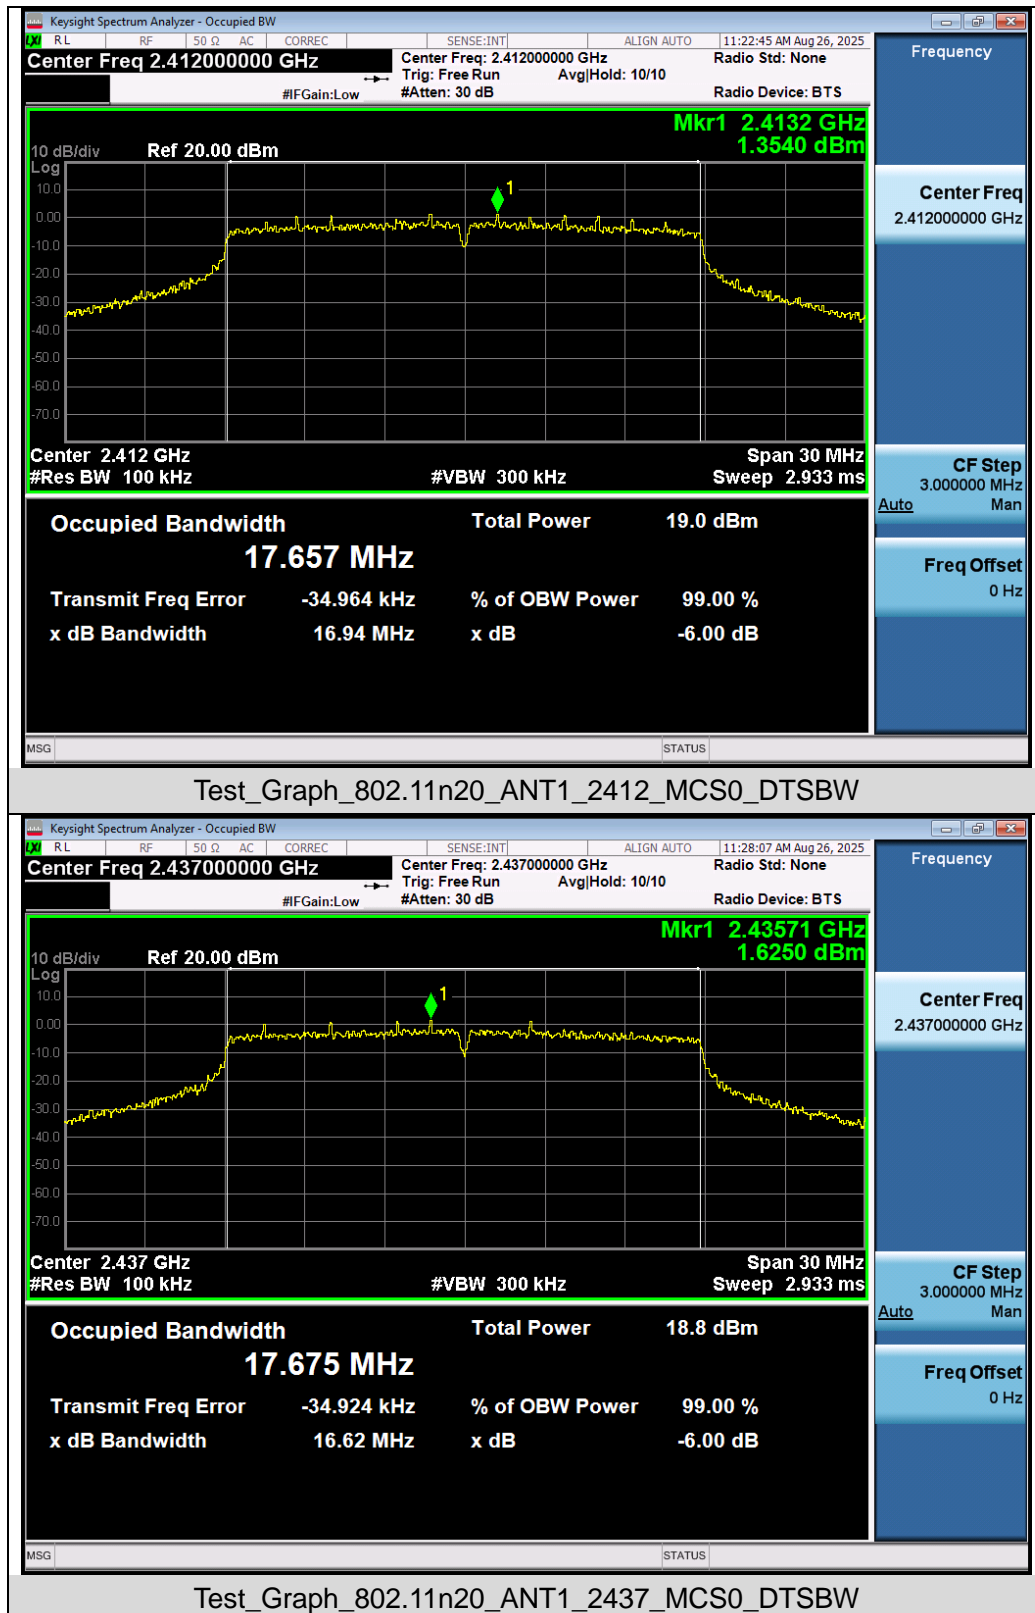 Keysight Spectrum Analyzer - Occupied BW
LXI RL RF 50 Ω AC CORREC SENSE:INT ALIGN AUTO 11:22:45 AM Aug 26, 2025
Center Freq 2.412000000 GHz
Center Freq: 2.412000000 GHz
Radio Std: None
Trig: Free Run Avg|Hold: 10/10
#IFGain:Low #Atten: 30 dB Radio Device: BTS
Frequency
Mkr1 2.4132 GHz
1.3540 dBm
10 dB/div Ref 20.00 dBm
Log
10.0
0.00
-10.0
-20.0
-30.0
-40.0
-50.0
-60.0
-70.0
1
Center Freq
2.412000000 GHz
Center 2.412 GHz Span 30 MHz
#Res BW 100 kHz #VBW 300 kHz Sweep 2.933 ms
CF Step
3.000000 MHz
Auto Man
Occupied Bandwidth Total Power 19.0 dBm
17.657 MHz
Freq Offset
0 Hz
Transmit Freq Error -34.964 kHz % of OBW Power 99.00 %
x dB Bandwidth 16.94 MHz x dB -6.00 dB
MSG STATUS
Test_Graph_802.11n20_ANT1_2412_MCS0_DTSBW
Keysight Spectrum Analyzer - Occupied BW
LXI RL RF 50 Ω AC CORREC SENSE:INT ALIGN AUTO 11:28:07 AM Aug 26, 2025
Center Freq 2.437000000 GHz
Center Freq: 2.437000000 GHz
Radio Std: None
Trig: Free Run Avg|Hold: 10/10
#IFGain:Low #Atten: 30 dB Radio Device: BTS
Frequency
Mkr1 2.43571 GHz
1.6250 dBm
10 dB/div Ref 20.00 dBm
Log
10.0
0.00
-10.0
-20.0
-30.0
-40.0
-50.0
-60.0
-70.0
1
Center Freq
2.437000000 GHz
Center 2.437 GHz Span 30 MHz
#Res BW 100 kHz #VBW 300 kHz Sweep 2.933 ms
CF Step
3.000000 MHz
Auto Man
Occupied Bandwidth Total Power 18.8 dBm
17.675 MHz
Freq Offset
0 Hz
Transmit Freq Error -34.924 kHz % of OBW Power 99.00 %
x dB Bandwidth 16.62 MHz x dB -6.00 dB
MSG STATUS
Test_Graph_802.11n20_ANT1_2437_MCS0_DTSBW